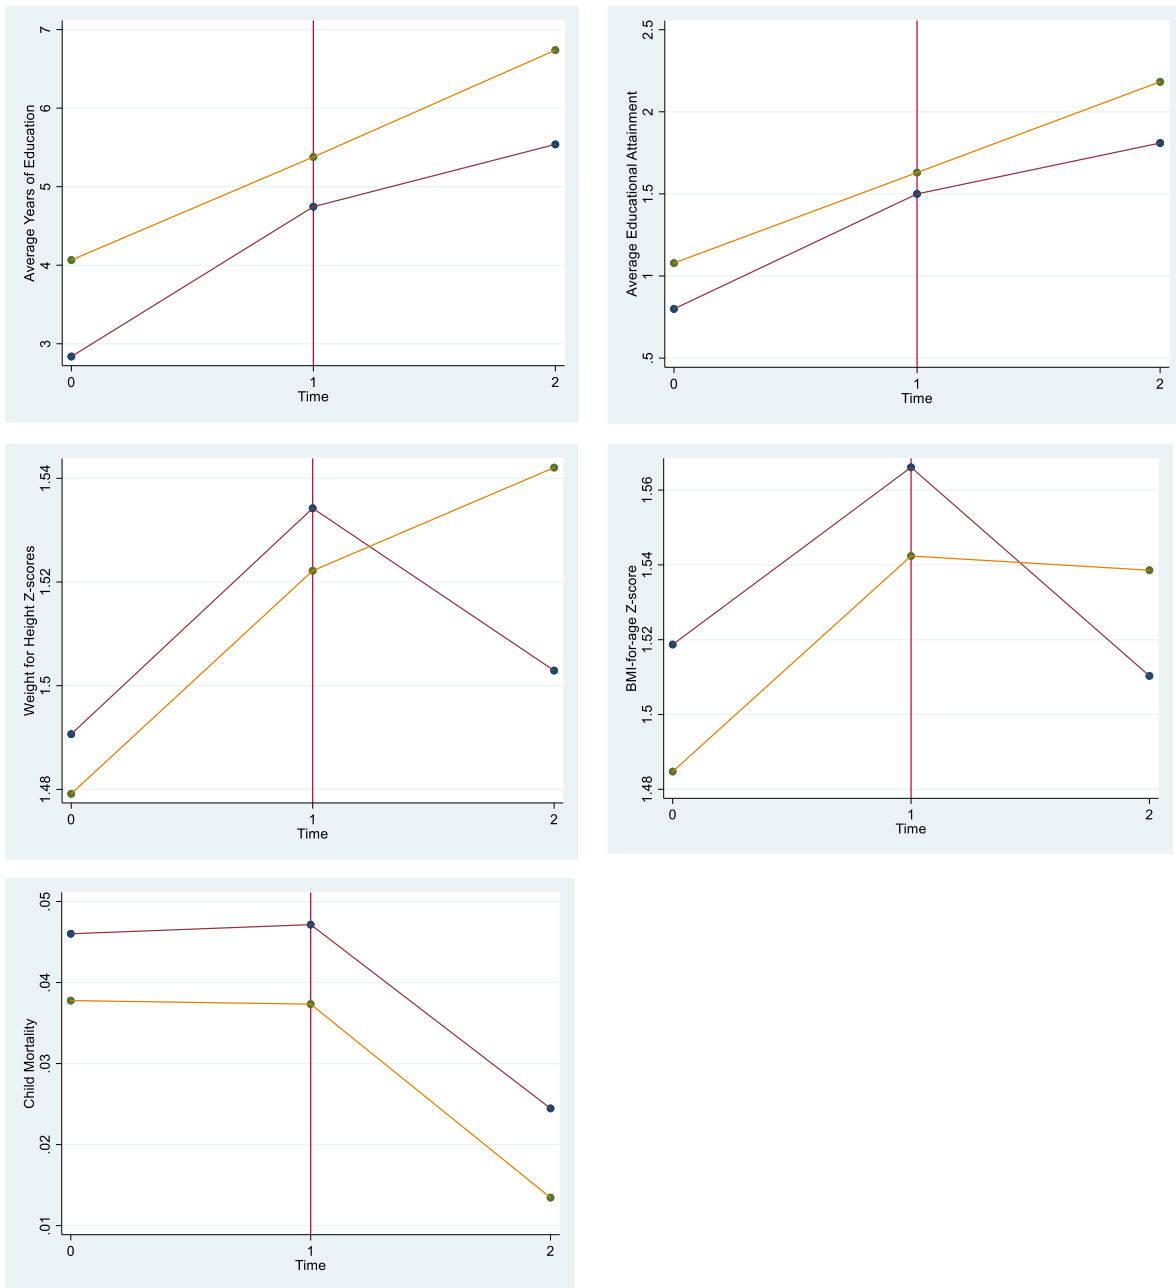 Average Years of Education
7
6
5
4
3
0 1 2
Time
Average Educational Attainment
2.5
2
1.5
1
.5
0 1 2
Time
Weight for Height Z-scores
1.54
1.52
1.5
1.48
0 1 2
Time
BMI-for-age Z-score
1.56
1.54
1.52
1.5
1.48
0 1 2
Time
Child Mortality
.05
.04
.03
.02
.01
0 1 2
Time